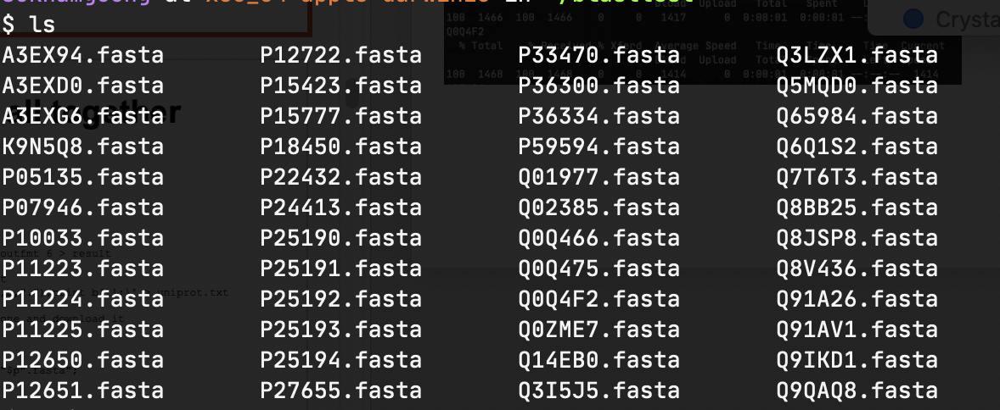 $ ls
A3EX94.fasta P12722.fasta P33470.fasta Q3LZX1.fasta
A3EXD0.fasta P15423.fasta P36300.fasta Q5MQD0.fasta
A3EXG6.fasta P15777.fasta P36334.fasta Q65984.fasta
K9N5Q8.fasta P18450.fasta P59594.fasta Q6Q1S2.fasta
P05135.fasta P22432.fasta Q01977.fasta Q7T6T3.fasta
P07946.fasta P24413.fasta Q02385.fasta Q8BB25.fasta
P10033.fasta P25190.fasta Q0Q466.fasta Q8JSP8.fasta
P11223.fasta P25191.fasta Q0Q475.fasta Q8V436.fasta
P11224.fasta P25192.fasta Q0Q4F2.fasta Q91A26.fasta
P11225.fasta P25193.fasta Q0ZME7.fasta Q91AV1.fasta
P12650.fasta P25194.fasta Q14EB0.fasta Q9IKD1.fasta
P12651.fasta P27655.fasta Q3I5J5.fasta Q9QAQ8.fasta